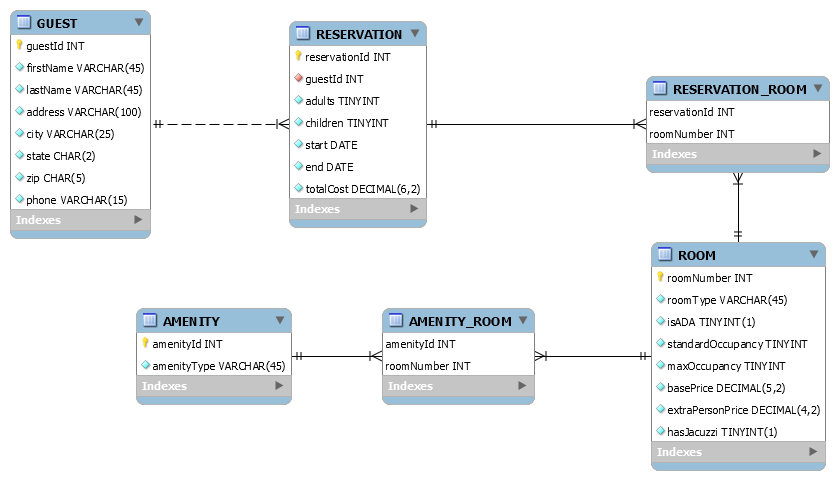 GUEST
guestId INT
firstName VARCHAR(45)
lastName VARCHAR(45)
address VARCHAR(100)
city VARCHAR(25)
state CHAR(2)
zip CHAR(5)
phone VARCHAR(15)
Indexes
RESERVATION
reservationId INT
guestId INT
adults TINYINT
children TINYINT
start DATE
end DATE
totalCost DECIMAL(6,2)
Indexes
RESERVATION_ROOM
reservationId INT
roomNumber INT
Indexes
ROOM
roomNumber INT
roomType VARCHAR(45)
isADA TINYINT(1)
standardOccupancy TINYINT
maxOccupancy TINYINT
basePrice DECIMAL(5,2)
extraPersonPrice DECIMAL(4,2)
hasJacuzzi TINYINT(1)
Indexes
AMENITY
amenityId INT
amenityType VARCHAR(45)
Indexes
AMENITY_ROOM
amenityId INT
roomNumber INT
Indexes